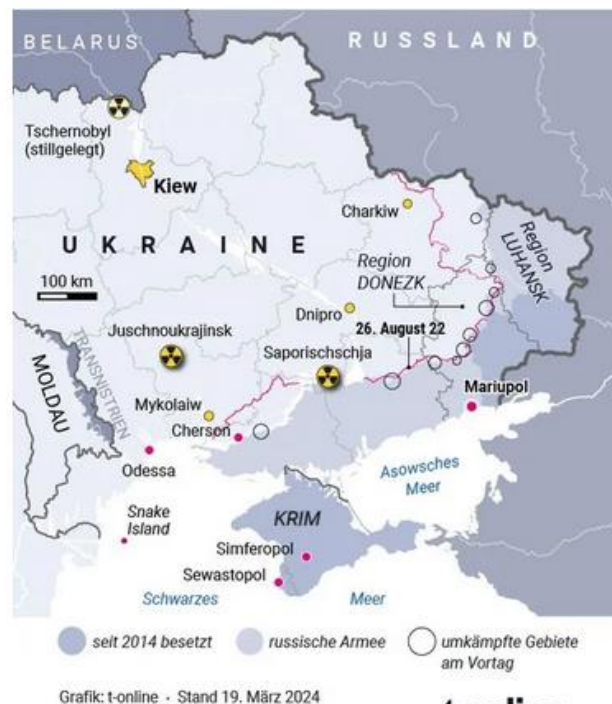 BELARUS
RUSSLAND
Tschernobyl
(stillgelegt)
Kiew
Charkiw
UKRAINE
Region
LUHANSK
Region
DONEZK
100 km
Dnipro
26. August 22
Juschnoukrajinsk
Saporischschja
MOLDAU
TRANSNISTRIEN
Mariupol
Mykolaiw
Cherson
Odessa
Asowsches
Meer
Snake
Island
KRIM
Simferopol
Sewastopol
Schwarzes Meer
seit 2014 besetzt
russische Armee
umkämpfte Gebiete
am Vortag
Grafik: t-online · Stand 19. März 2024